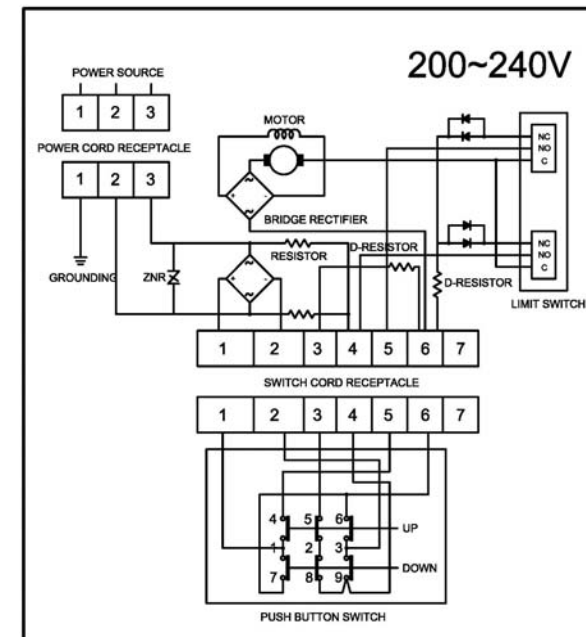 200~240V
POWER SOURCE
1 2 3
POWER CORD RECEPTACLE
1 2 3
GROUNDING
ZNR
MOTOR
~
+ -
~
BRIDGE RECTIFIER
RESISTOR
D-RESISTOR
~
+ -
~
NC
NO
C
NC
NO
C
D-RESISTOR
LIMIT SWITCH
1 2 3 4 5 6 7
SWITCH CORD RECEPTACLE
1 2 3 4 5 6 7
4 5 6
UP
1 2 3
DOWN
7 8 9
PUSH BUTTON SWITCH